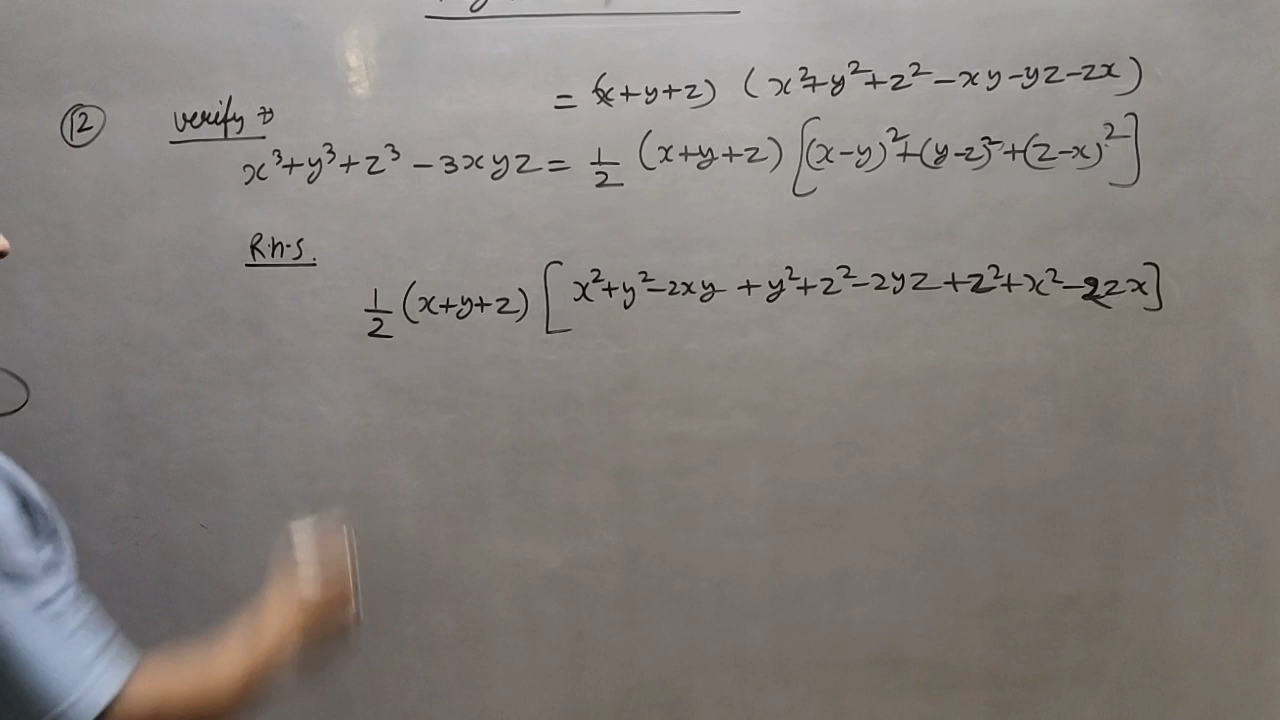 = (x+y+z) (x²+y²+z²-xy-yz-zx)
⑫ verify →
x³+y³+z³-3xyz = 1/2 (x+y+z) [(x-y)²+(y-z)²+(z-x)²]
R.h.s.
1/2 (x+y+z) [x²+y²-2xy +y²+z²-2yz+z²+x²-2zx]